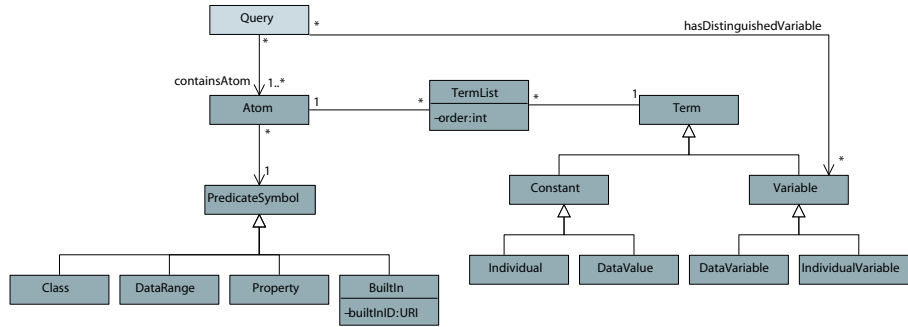 Query
*
*
hasDistinguishedVariable
containsAtom
1..*
Atom
1
*
TermList
-order:int
*
1
Term
*
1
*
PredicateSymbol
Constant
Variable
Class
DataRange
Property
BuiltIn
-builtInID:URI
Individual
DataValue
DataVariable
IndividualVariable